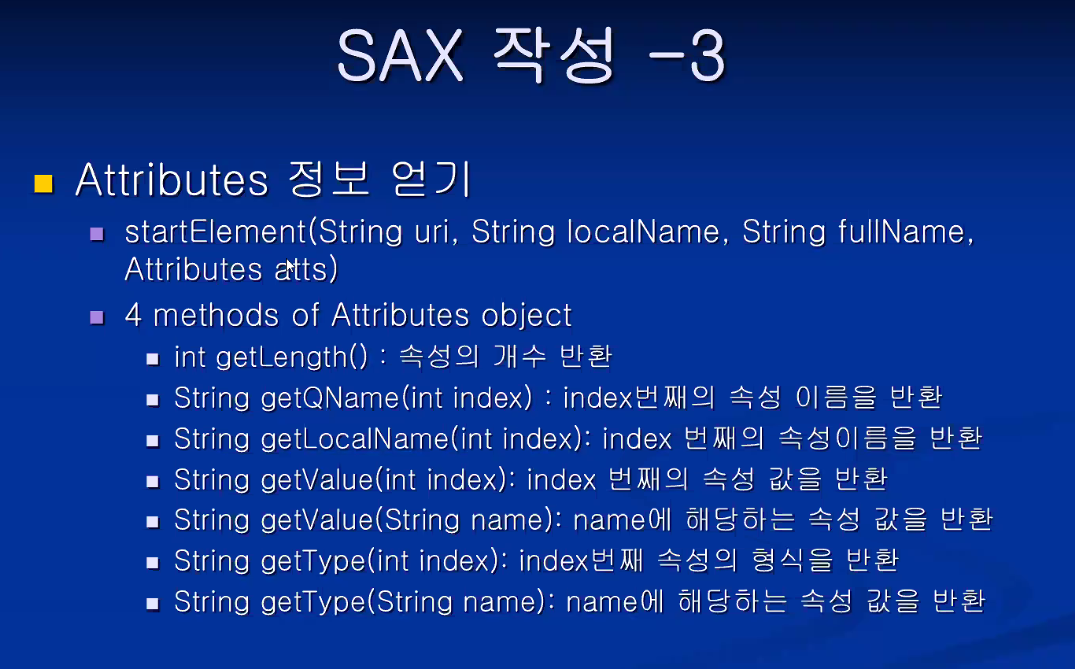 SAX 작성 -3
Attributes 정보 얻기
startElement(String uri, String localName, String fullName,
Attributes atts)
4 methods of Attributes object
int getLength() : 속성의 개수 반환
String getQName(int index) : index번째의 속성 이름을 반환
String getLocalName(int index): index 번째의 속성이름을 반환
String getValue(int index): index 번째의 속성 값을 반환
String getValue(String name): name에 해당하는 속성 값을 반환
String getType(int index): index번째 속성의 형식을 반환
String getType(String name): name에 해당하는 속성 값을 반환